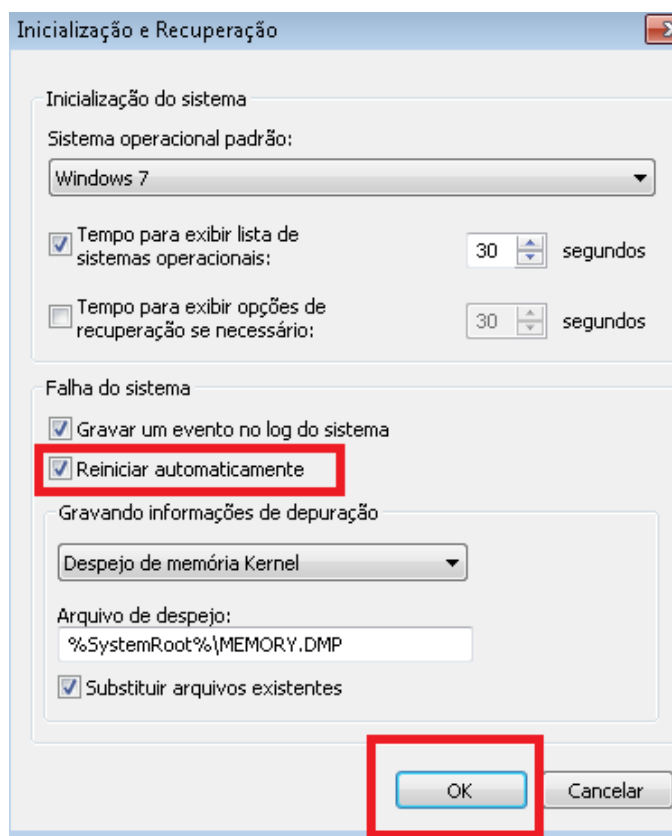 Inicialização e Recuperação
Inicialização do sistema
Sistema operacional padrão:
Windows 7
Tempo para exibir lista de
sistemas operacionais:
30 segundos
Tempo para exibir opções de
recuperação se necessário:
30 segundos
Falha do sistema
Gravar um evento no log do sistema
Reiniciar automaticamente
Gravando informações de depuração
Despejo de memória Kernel
Arquivo de despejo:
%SystemRoot%\MEMORY.DMP
Substituir arquivos existentes
OK Cancelar